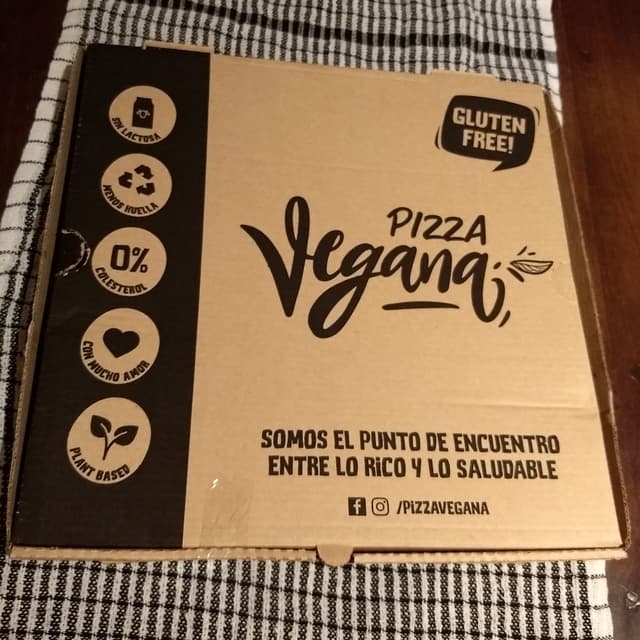 SIN LACTOSA
MENOS HUELLA
0%
COLESTEROL
CON MUCHO AMOR
PLANT BASED
GLUTEN
FREE!
PIZZA
Vegana
SOMOS EL PUNTO DE ENCUENTRO
ENTRE LO RICO Y LO SALUDABLE
/PIZZAVEGANA